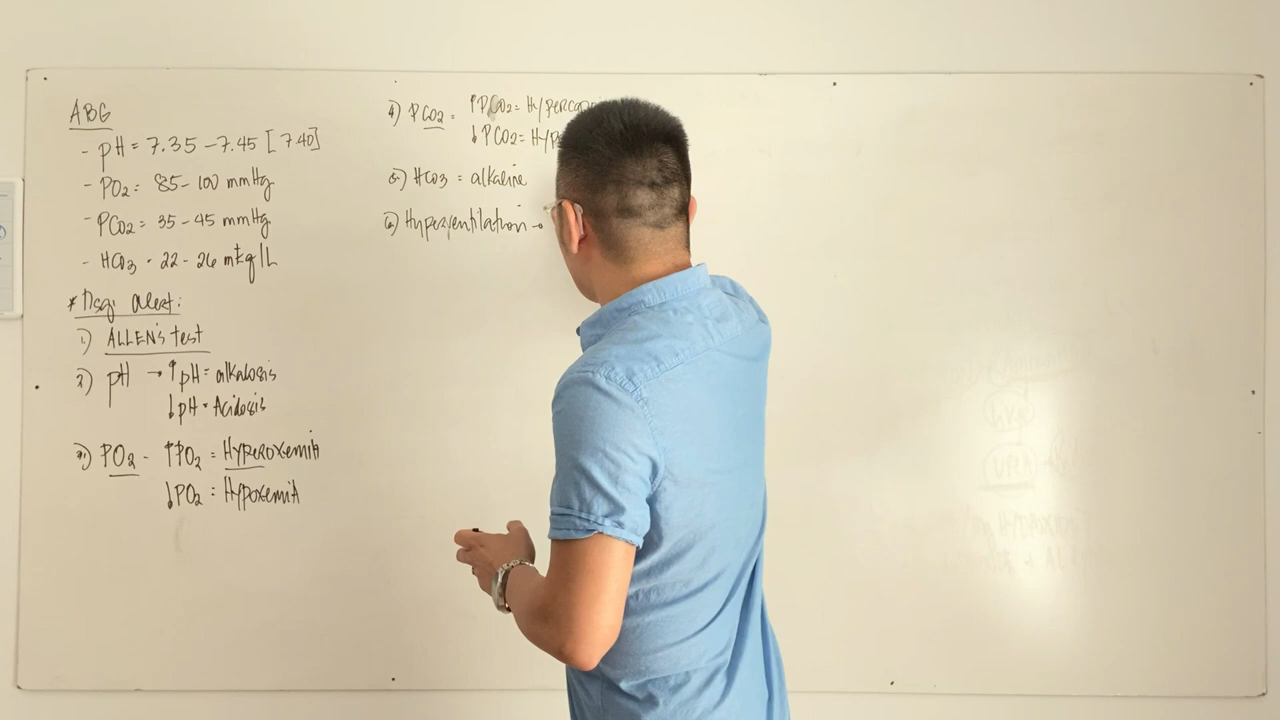 ABG
- pH = 7.35 - 7.45 [7.40]
- PO2 = 85 - 100 mmHg
- PCO2 = 35 - 45 mmHg
- HCO3 - 22 - 26 mEq/L
alert:
1) ALLEN's test
2) pH → ↑pH = alkalosis
↓pH = Acidosis
3) PO2 - ↑PO2 = Hyperoxemia
↓PO2 = Hypoxemia
4) PCO2 = ↑PCO2 =
↓PCO2 =
5) HCO3 = alkaline
6) Hyperventilation →